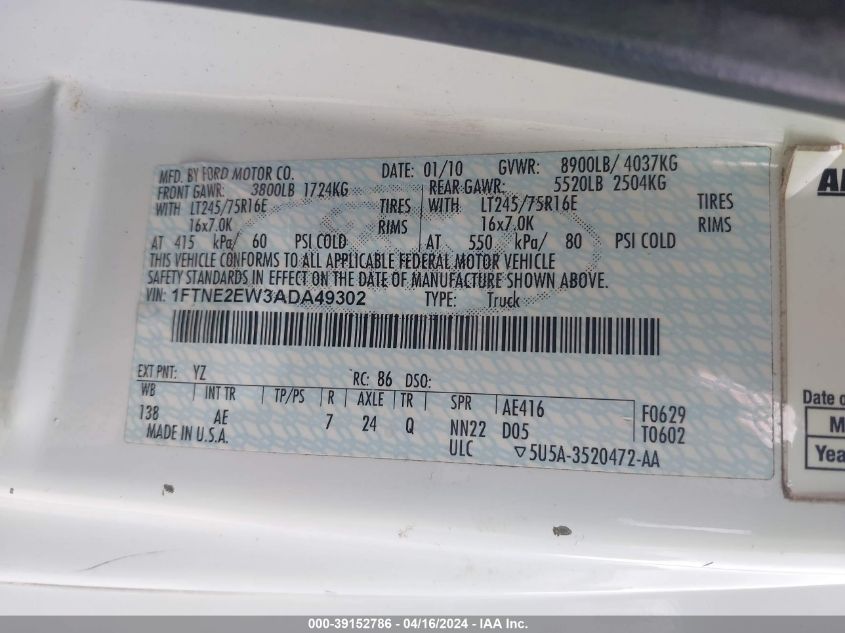 MFD. BY FORD MOTOR CO. DATE: 01/10 GVWR: 8900LB/ 4037KG
FRONT GAWR: 3800LB 1724KG REAR GAWR: 5520LB 2504KG
WITH LT245/75R16E TIRES WITH LT245/75R16E TIRES
16x7.0K RIMS 16x7.0K RIMS
AT 415 kPa/ 60 PSI COLD AT 550 kPa/ 80 PSI COLD
THIS VEHICLE CONFORMS TO ALL APPLICABLE FEDERAL MOTOR VEHICLE
SAFETY STANDARDS IN EFFECT ON THE DATE OF MANUFACTURE SHOWN ABOVE.
VIN: 1FTNE2EW3ADA49302 TYPE: Truck
EXT PNT: YZ RC: 86 DSO:
WB INT TR TP/PS R AXLE TR SPR AE416 F0629
138 AE 7 24 Q NN22 D05 T0602
MADE IN U.S.A. ULC ▽5U5A-3520472-AA
Date o
M
Yea
000-39152786 - 04/16/2024 - IAA Inc.